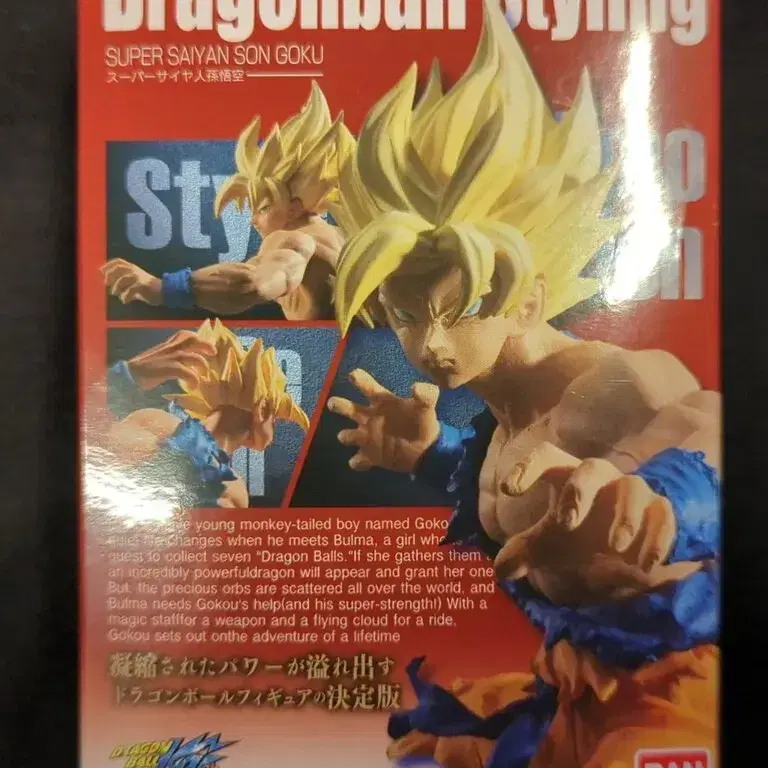 Dragonball Styling
SUPER SAIYAN SON GOKU
スーパーサイヤ人孫悟空
Sty
young monkey-tailed boy named Goko
changes when he meets Bulma, a girl
quest to collect seven "Dragon Balls."If she gathers them
an incredibly powerfuldragon will appear and grant her one
But, the precious orbs are scattered all over the world, and
Bulma needs Gokou's help(and his super-strength!) With a
magic stafffor a weapon and a flying cloud for a ride,
Gokou sets out onthe adventure of a lifetime
凝縮されたパワーが溢れ出す
ドラゴンボールフィギュアの決定版
DRAGON
BALL
BAN